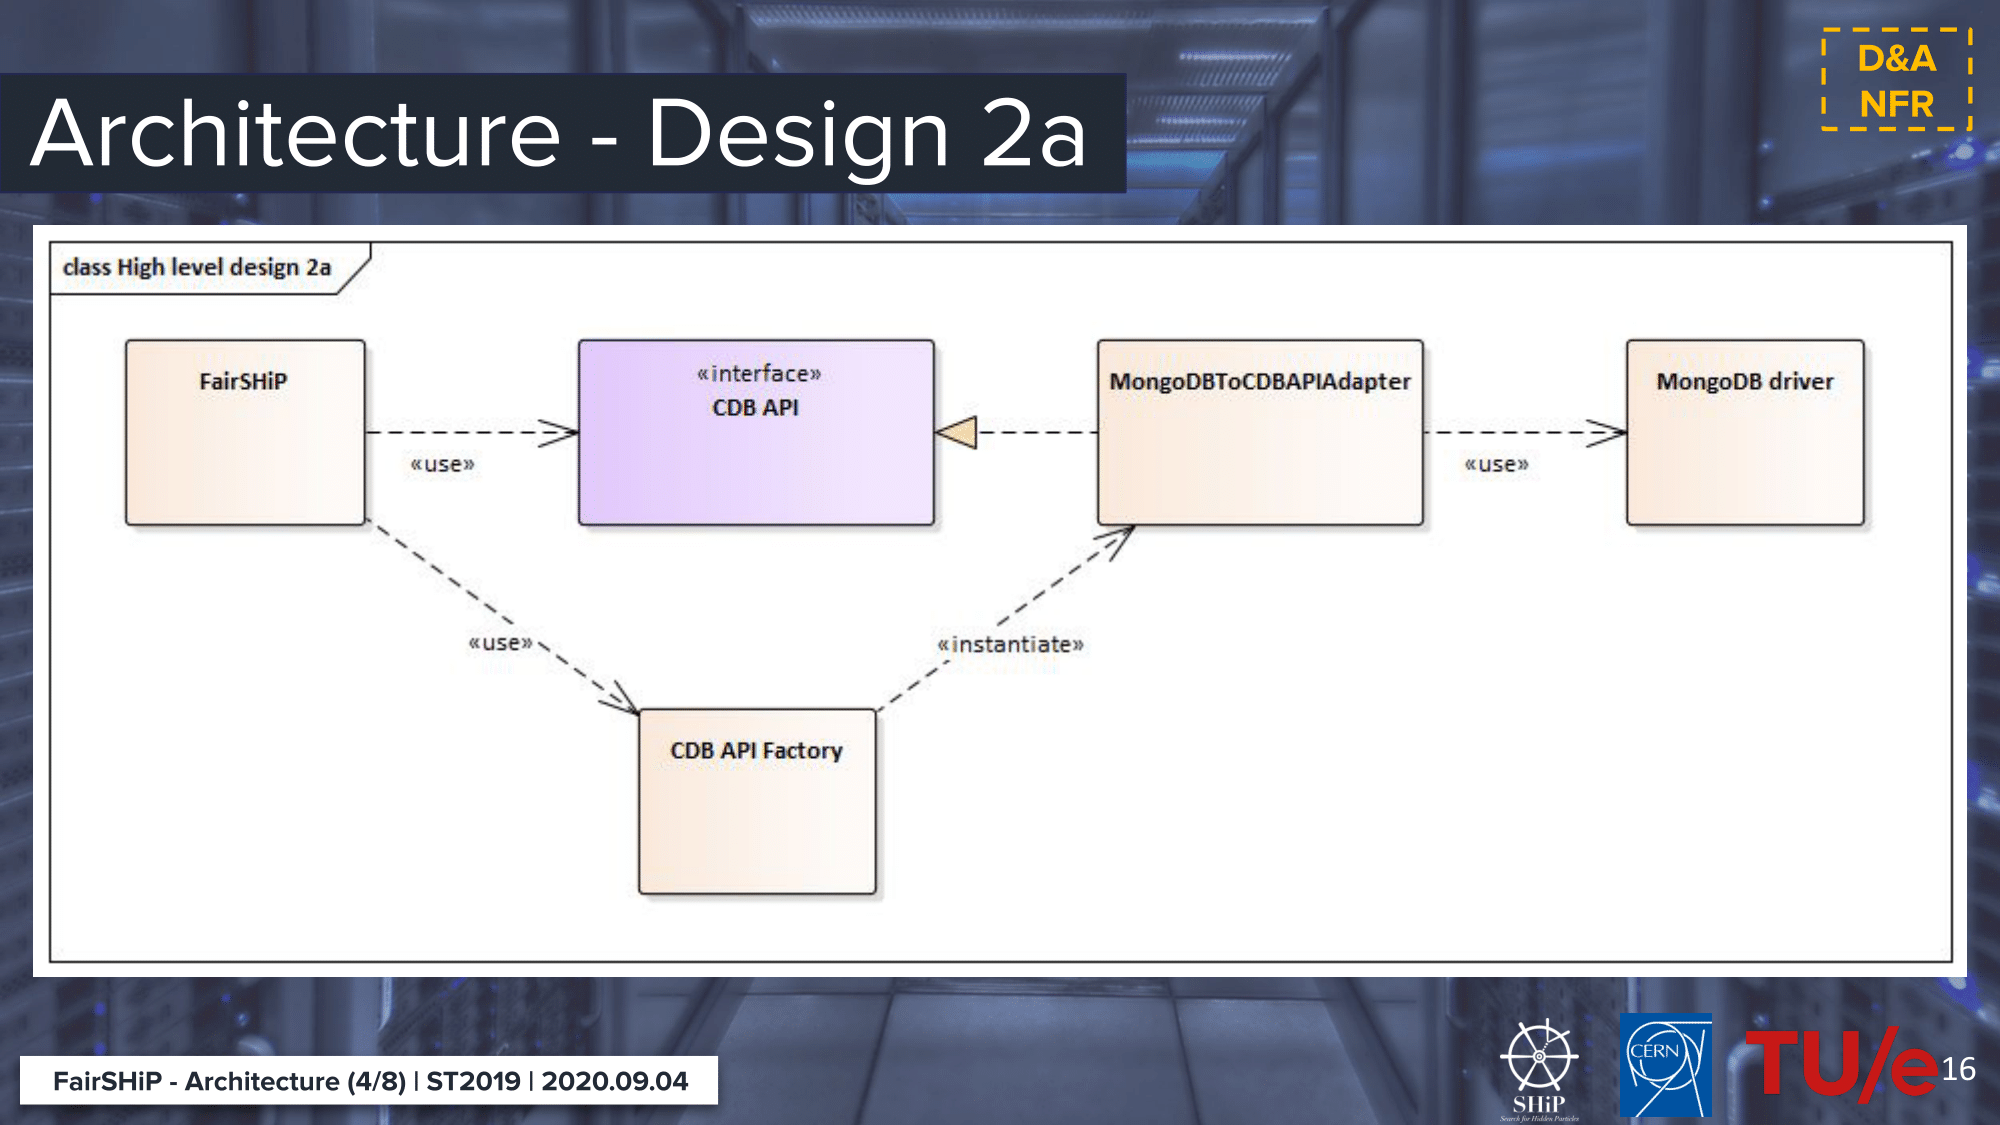 D&A
NFR
Architecture - Design 2a
class High level design 2a
FairSHiP
«interface»
CDB API
MongoDBToCDBAPIAdapter
MongoDB driver
«use»
«use»
«use»
«instantiate»
CDB API Factory
FairSHiP - Architecture (4/8) | ST2019 | 2020.09.04
SHiP
Search for Hidden Particles
CERN
TU/e
16